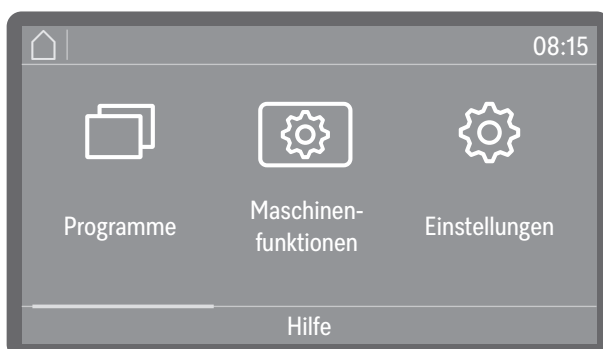 08:15
Programme
Maschinen-
funktionen
Einstellungen
Hilfe